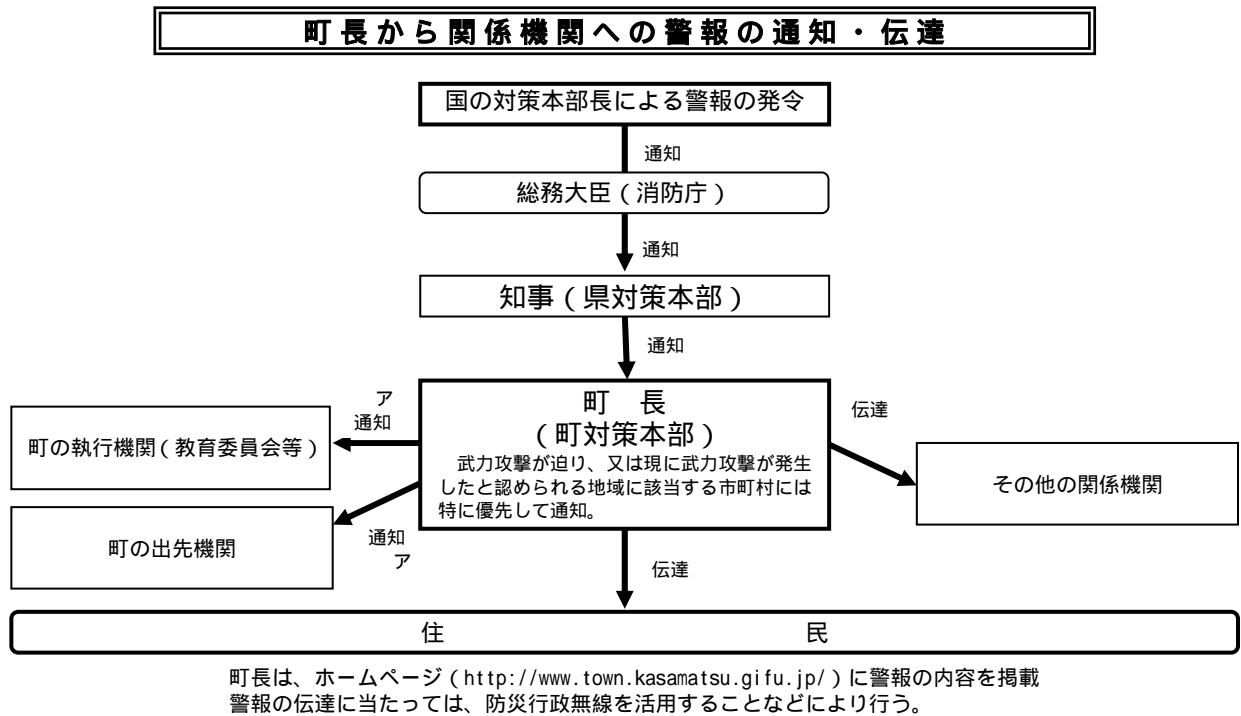 町長から関係機関への警報の通知・伝達
国の対策本部長による警報の発令
通知
総務大臣（消防庁）
通知
知事（県対策本部）
通知
町　長
（町対策本部）
武力攻撃が迫り、又は現に武力攻撃が発生
したと認められる地域に該当する市町村には
特に優先して通知。
ア
通知
町の執行機関（教育委員会等）
伝達
その他の関係機関
町の出先機関
通知
ア
伝達
住　民
町長は、ホームページ（http://www.town.kasamatsu.gifu.jp/）に警報の内容を掲載
警報の伝達に当たっては、防災行政無線を活用することなどにより行う。